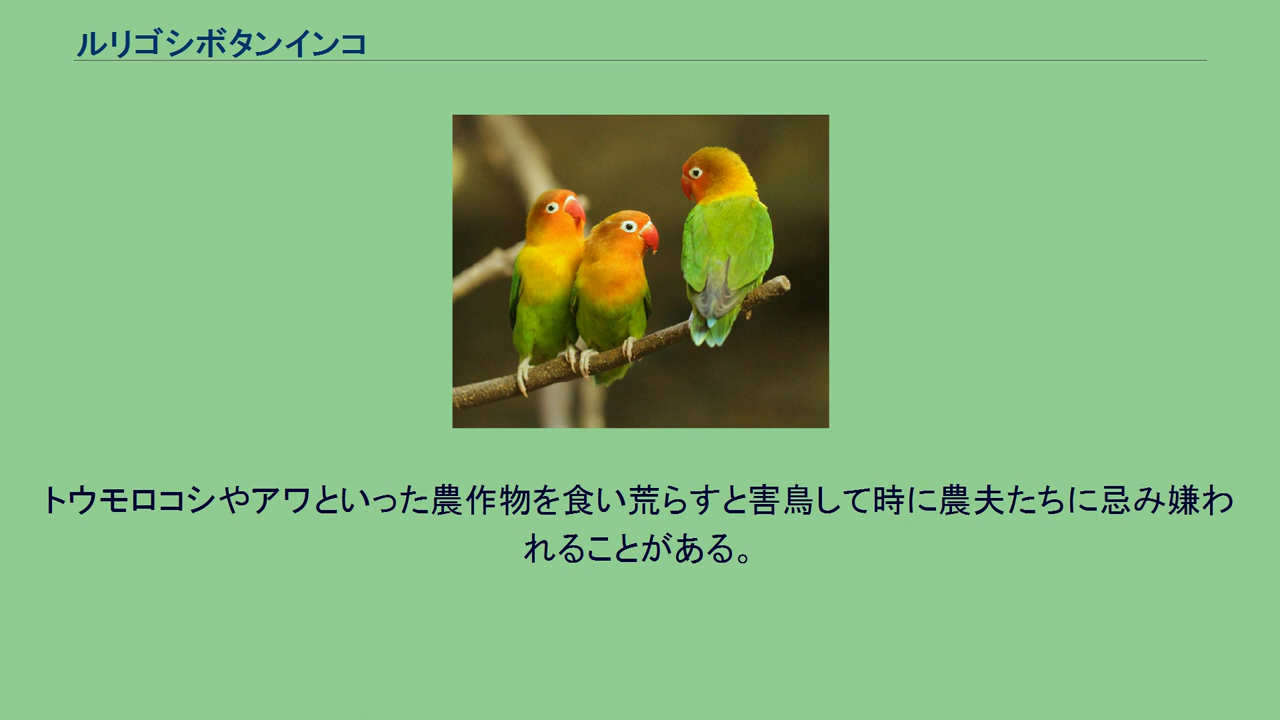 ルリゴシボタンインコ
トウモロコシやアワといった農作物を食い荒らすと害鳥して時に農夫たちに忌み嫌わ
れることがある。